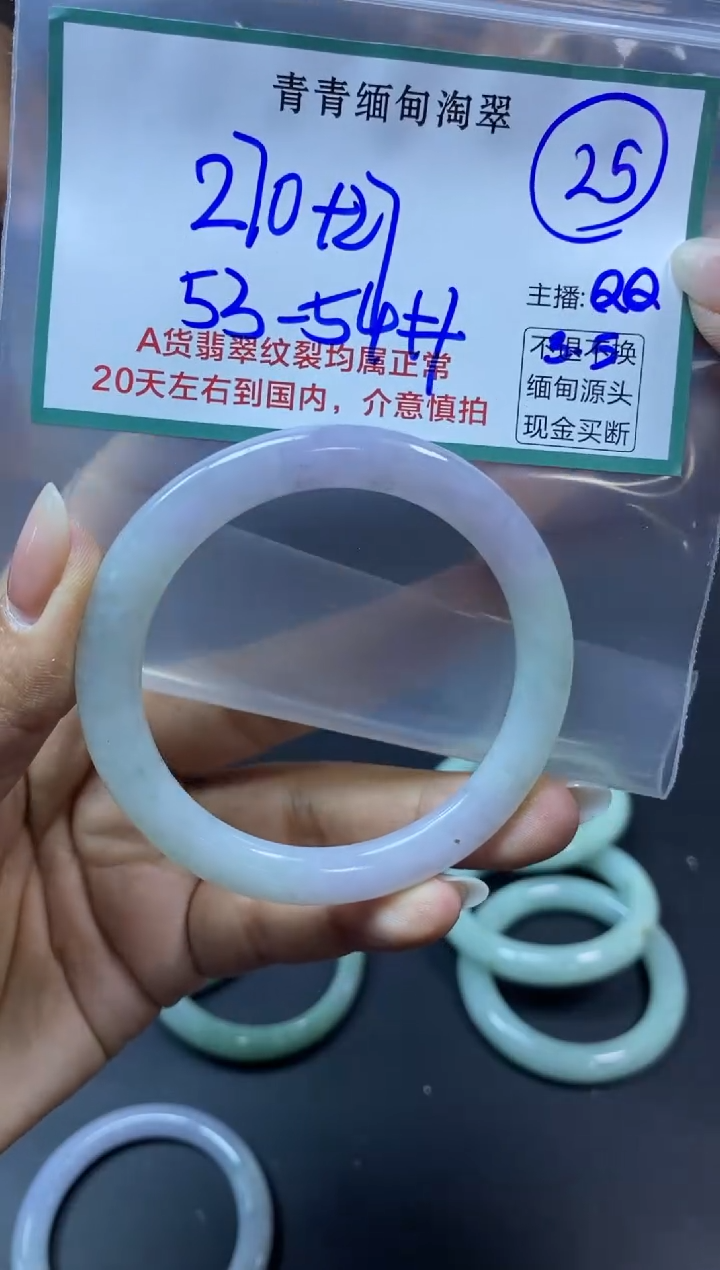 青青缅甸淘翠
25
270
53-54#
主播:QQ
3.5
不退不换
缅甸源头
现金买断
A货翡翠纹裂均属正常
20天左右到国内，介意慎拍